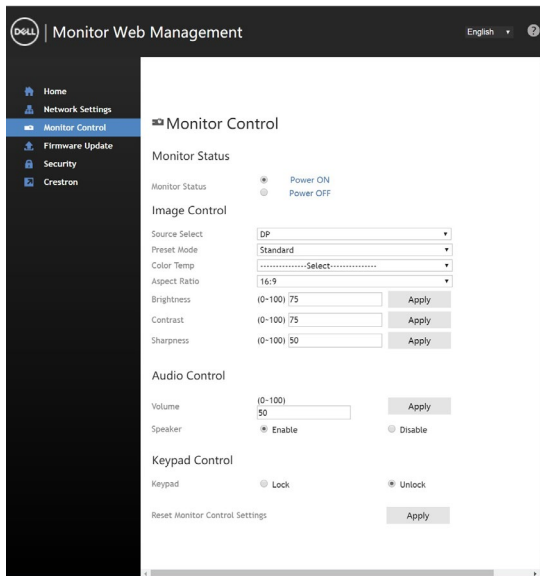 DELL | Monitor Web Management
English
?
Home
Network Settings
Monitor Control
Firmware Update
Security
Crestron
Monitor Control
Monitor Status
Monitor Status Power ON
Power OFF
Image Control
Source Select DP
Preset Mode Standard
Color Temp ---------------Select---------------
Aspect Ratio 16:9
Brightness (0~100) 75 Apply
Contrast (0~100) 75 Apply
Sharpness (0~100) 50 Apply
Audio Control
Volume (0~100) 50 Apply
Speaker Enable Disable
Keypad Control
Keypad Lock Unlock
Reset Monitor Control Settings Apply